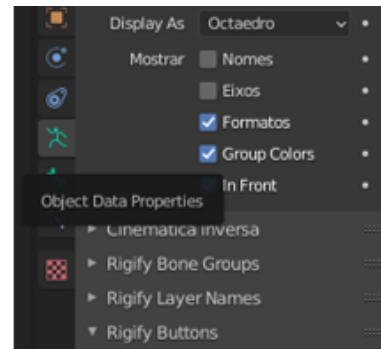 Display As Octaedro
Mostrar Nomes
Eixos
Formatos
Group Colors
In Front
Object Data Properties
Cinemática Inversa
Rigify Bone Groups
Rigify Layer Names
Rigify Buttons